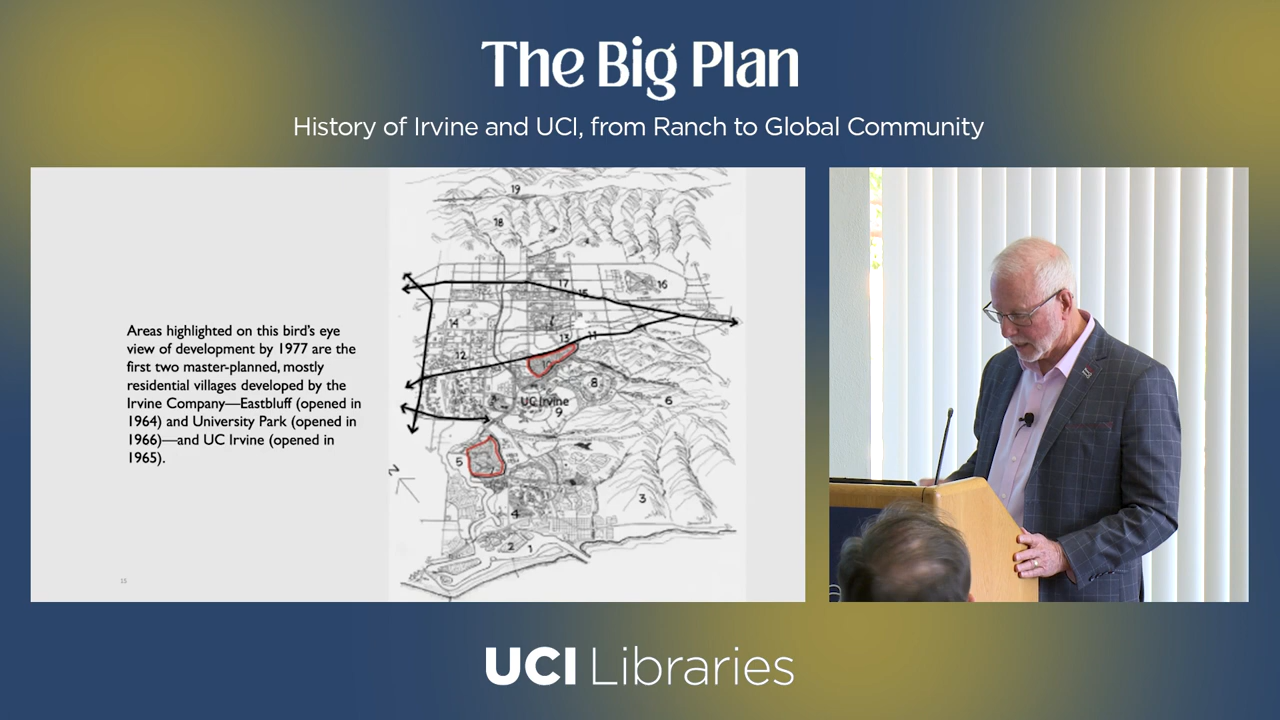 The Big Plan
History of Irvine and UCI, from Ranch to Global Community
Areas highlighted on this bird's eye
view of development by 1977 are the
first two master-planned, mostly
residential villages developed by the
Irvine Company—Eastbluff (opened in
1964) and University Park (opened in
1966)—and UC Irvine (opened in
1965).
15
19
18
17
16
14
13
11
12
8
UC Irvine
9
6
5
3
4
2
1
N
UCI Libraries